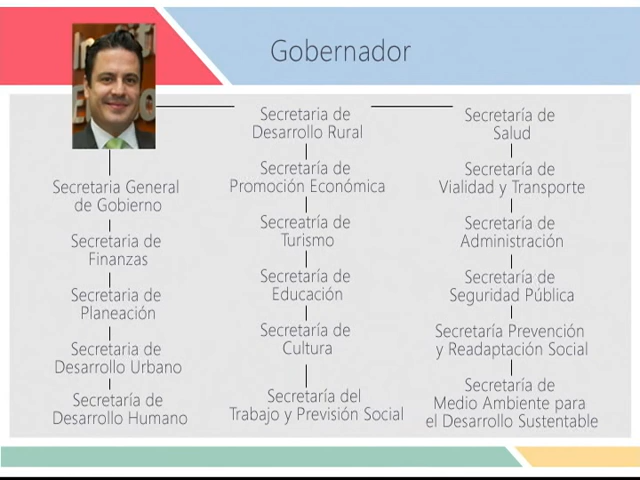 Gobernador
Secretaria General
de Gobierno
Secretaria de
Finanzas
Secretaria de
Planeación
Secretaria de
Desarrollo Urbano
Secretaría de
Desarrollo Humano
Secretaria de
Desarrollo Rural
Secretaría de
Promoción Económica
Secreatría de
Turismo
Secretaría de
Educación
Secretaría de
Cultura
Secretaría del
Trabajo y Previsión Social
Secretaría de
Salud
Secretaría de
Vialidad y Transporte
Secretaría de
Administración
Secretaría de
Seguridad Pública
Secretaría Prevención
y Readaptación Social
Secretaría de
Medio Ambiente para
el Desarrollo Sustentable